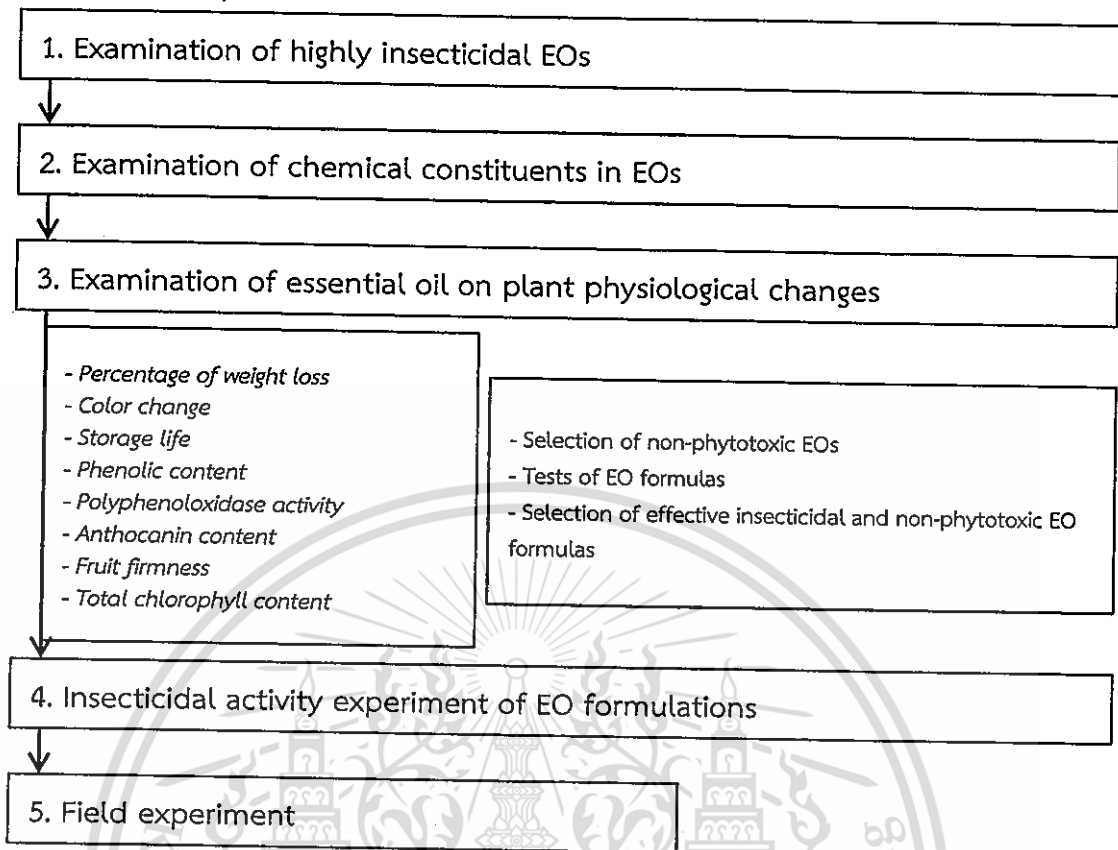 1. Examination of highly insecticidal EOs
2. Examination of chemical constituents in EOs
3. Examination of essential oil on plant physiological changes
- Percentage of weight loss
- Color change
- Storage life
- Phenolic content
- Polyphenoloxidase activity
- Anthocanin content
- Fruit firmness
- Total chlorophyll content
- Selection of non-phytotoxic EOs
- Tests of EO formulas
- Selection of effective insecticidal and non-phytotoxic EO
formulas
4. Insecticidal activity experiment of EO formulations
5. Field experiment